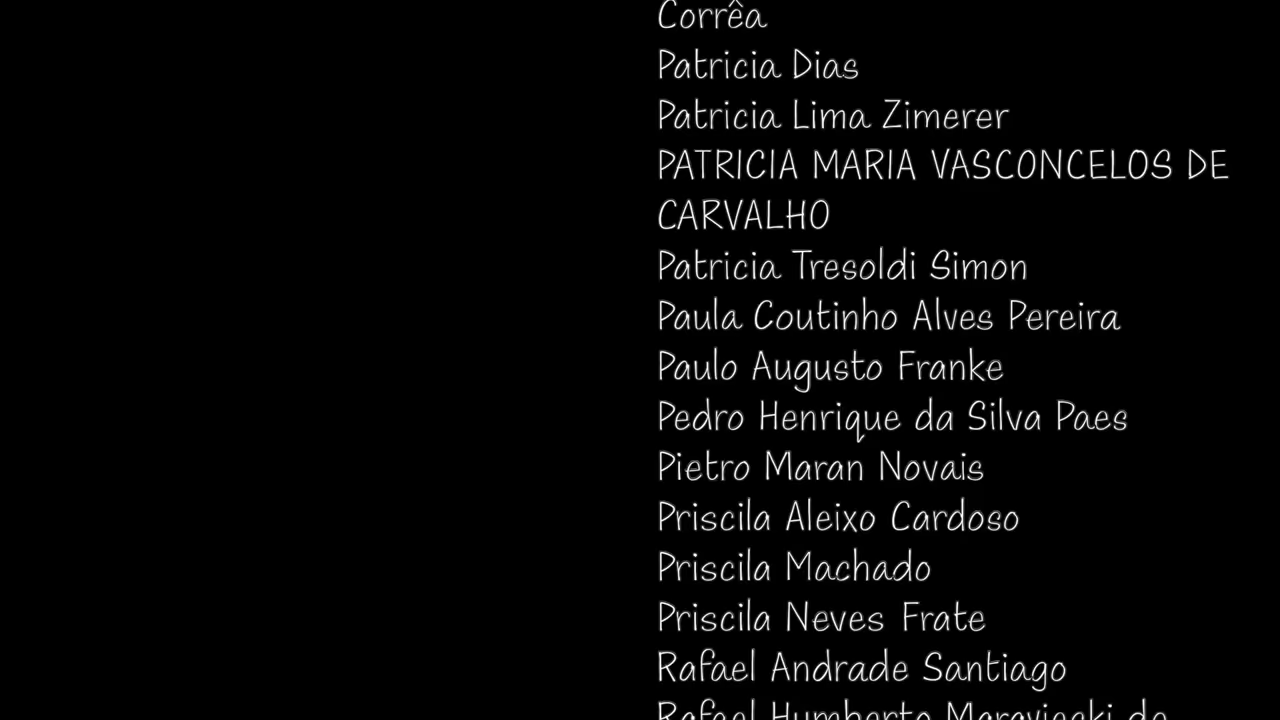 Corrêa
Patricia Dias
Patricia Lima Zimerer
PATRICIA MARIA VASCONCELOS DE
CARVALHO
Patricia Tresoldi Simon
Paula Coutinho Alves Pereira
Paulo Augusto Franke
Pedro Henrique da Silva Paes
Pietro Maran Novais
Priscila Aleixo Cardoso
Priscila Machado
Priscila Neves Frate
Rafael Andrade Santiago
Rafael Humberto